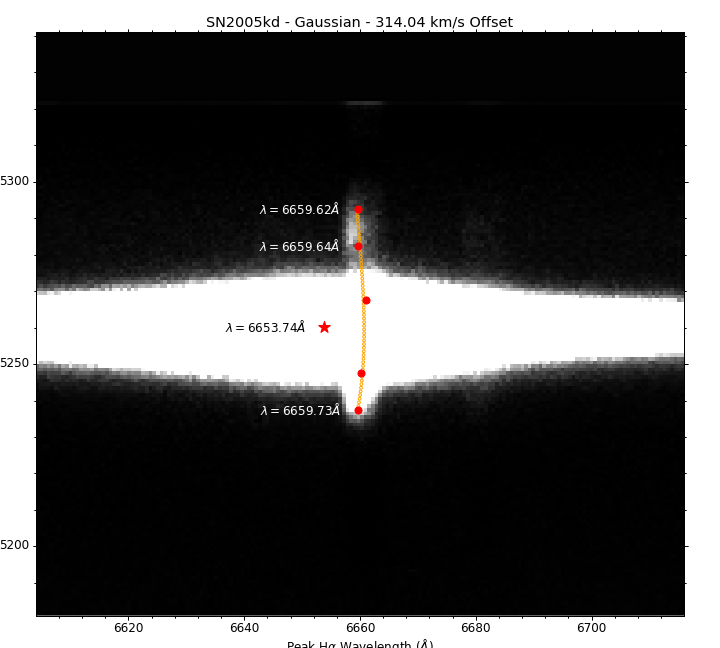 SN2005kd - Gaussian - 314.04 km/s Offset
5300
λ = 6659.62Å
λ = 6659.64Å
λ = 6653.74Å
5250
λ = 6659.73Å
5200
6620 6640 6660 6680 6700
Peak Hα Wavelength (Å)